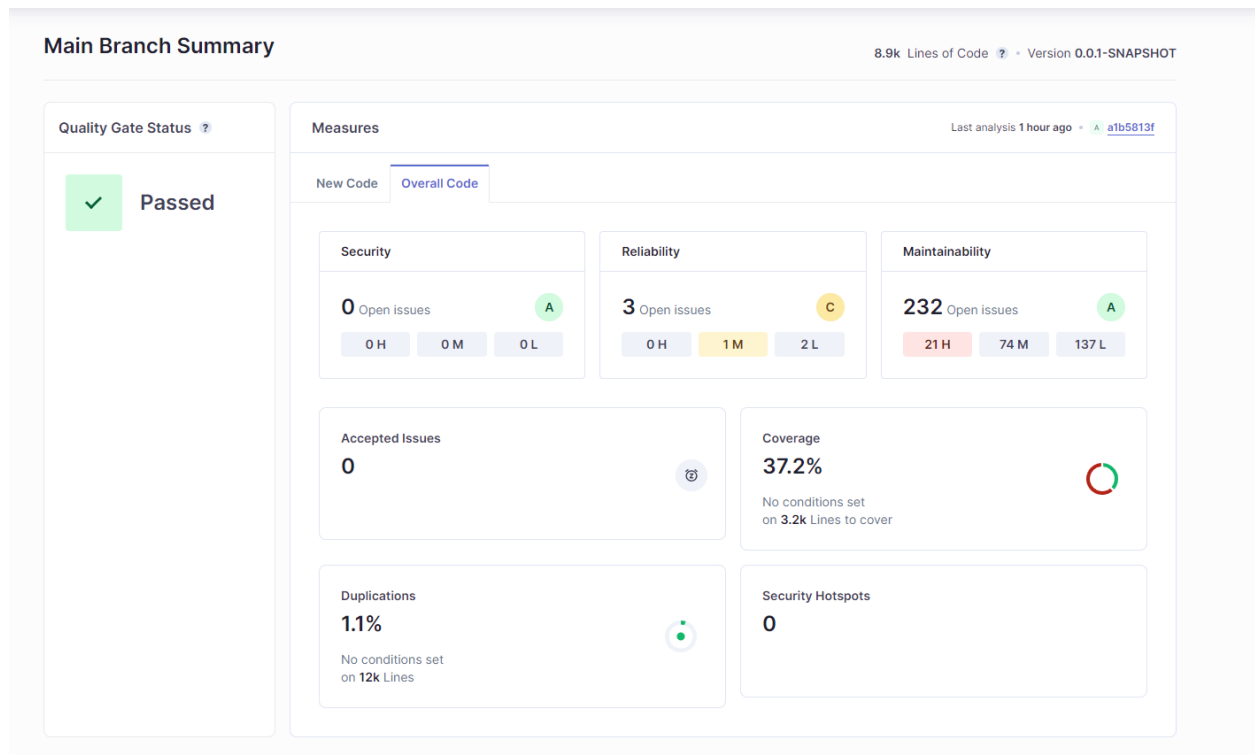 Main Branch Summary
8.9k Lines of Code ? • Version 0.0.1-SNAPSHOT
Quality Gate Status ?
Passed
Measures
Last analysis 1 hour ago • A a1b5813f
New Code
Overall Code
Security
0 Open issues
A
0 H
0 M
0 L
Reliability
3 Open issues
C
0 H
1 M
2 L
Maintainability
232 Open issues
A
21 H
74 M
137 L
Accepted Issues
0
Coverage
37.2%
No conditions set
on 3.2k Lines to cover
Duplications
1.1%
No conditions set
on 12k Lines
Security Hotspots
0